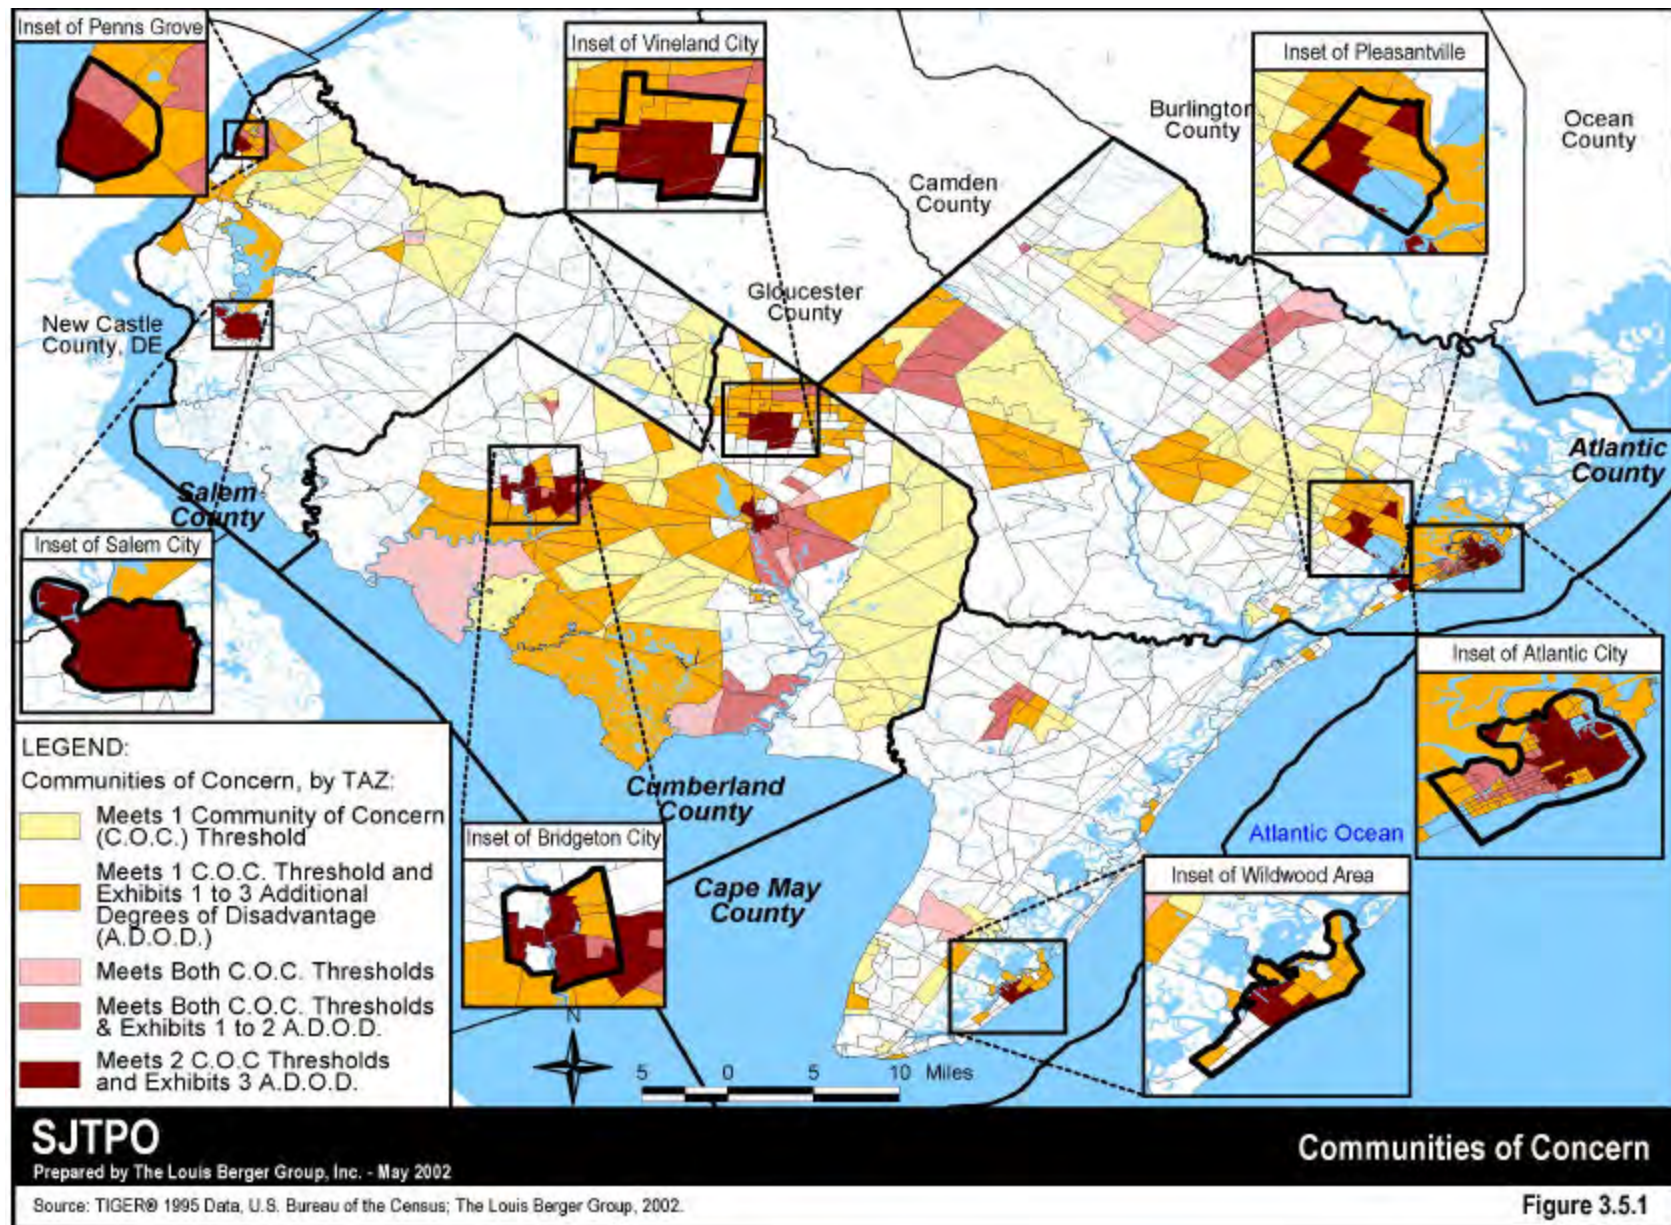 Inset of Penns Grove
Inset of Vineland City
Inset of Pleasantville
Burlington
County
Ocean
County
Camden
County
Gloucester
County
New Castle
County, DE
Atlantic
County
Salem
County
Inset of Salem City
Inset of Atlantic City
LEGEND:
Communities of Concern, by TAZ:
Meets 1 Community of Concern
(C.O.C.) Threshold
Meets 1 C.O.C. Threshold and
Exhibits 1 to 3 Additional
Degrees of Disadvantage
(A.D.O.D.)
Meets Both C.O.C. Thresholds
Meets Both C.O.C. Thresholds
& Exhibits 1 to 2 A.D.O.D.
Meets 2 C.O.C Thresholds
and Exhibits 3 A.D.O.D.
Cumberland
County
Inset of Bridgeton City
Atlantic Ocean
Cape May
County
Inset of Wildwood Area
N
5 0 5 10 Miles
SJTPO
Prepared by The Louis Berger Group, Inc. - May 2002
Communities of Concern
Source: TIGER® 1995 Data, U.S. Bureau of the Census; The Louis Berger Group, 2002.
Figure 3.5.1